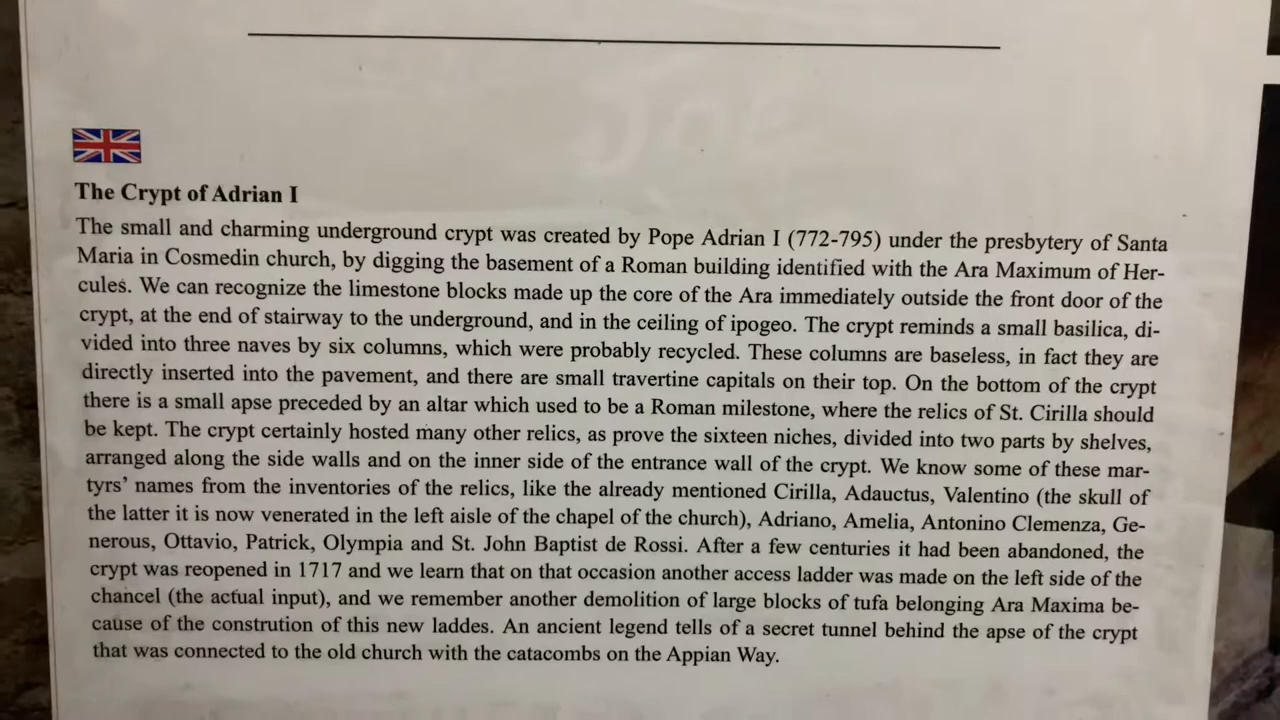 The Crypt of Adrian I
The small and charming underground crypt was created by Pope Adrian I (772-795) under the presbytery of Santa
Maria in Cosmedin church, by digging the basement of a Roman building identified with the Ara Maximum of Her-
cules. We can recognize the limestone blocks made up the core of the Ara immediately outside the front door of the
crypt, at the end of stairway to the underground, and in the ceiling of ipogeo. The crypt reminds a small basilica, di-
vided into three naves by six columns, which were probably recycled. These columns are baseless, in fact they are
directly inserted into the pavement, and there are small travertine capitals on their top. On the bottom of the crypt
there is a small apse preceded by an altar which used to be a Roman milestone, where the relics of St. Cirilla should
be kept. The crypt certainly hosted many other relics, as prove the sixteen niches, divided into two parts by shelves,
arranged along the side walls and on the inner side of the entrance wall of the crypt. We know some of these mar-
tyrs’ names from the inventories of the relics, like the already mentioned Cirilla, Adauctus, Valentino (the skull of
the latter it is now venerated in the left aisle of the chapel of the church), Adriano, Amelia, Antonino Clemenza, Ge-
nerous, Ottavio, Patrick, Olympia and St. John Baptist de Rossi. After a few centuries it had been abandoned, the
crypt was reopened in 1717 and we learn that on that occasion another access ladder was made on the left side of the
chancel (the actual input), and we remember another demolition of large blocks of tufa belonging Ara Maxima be-
cause of the constrution of this new laddes. An ancient legend tells of a secret tunnel behind the apse of the crypt
that was connected to the old church with the catacombs on the Appian Way.